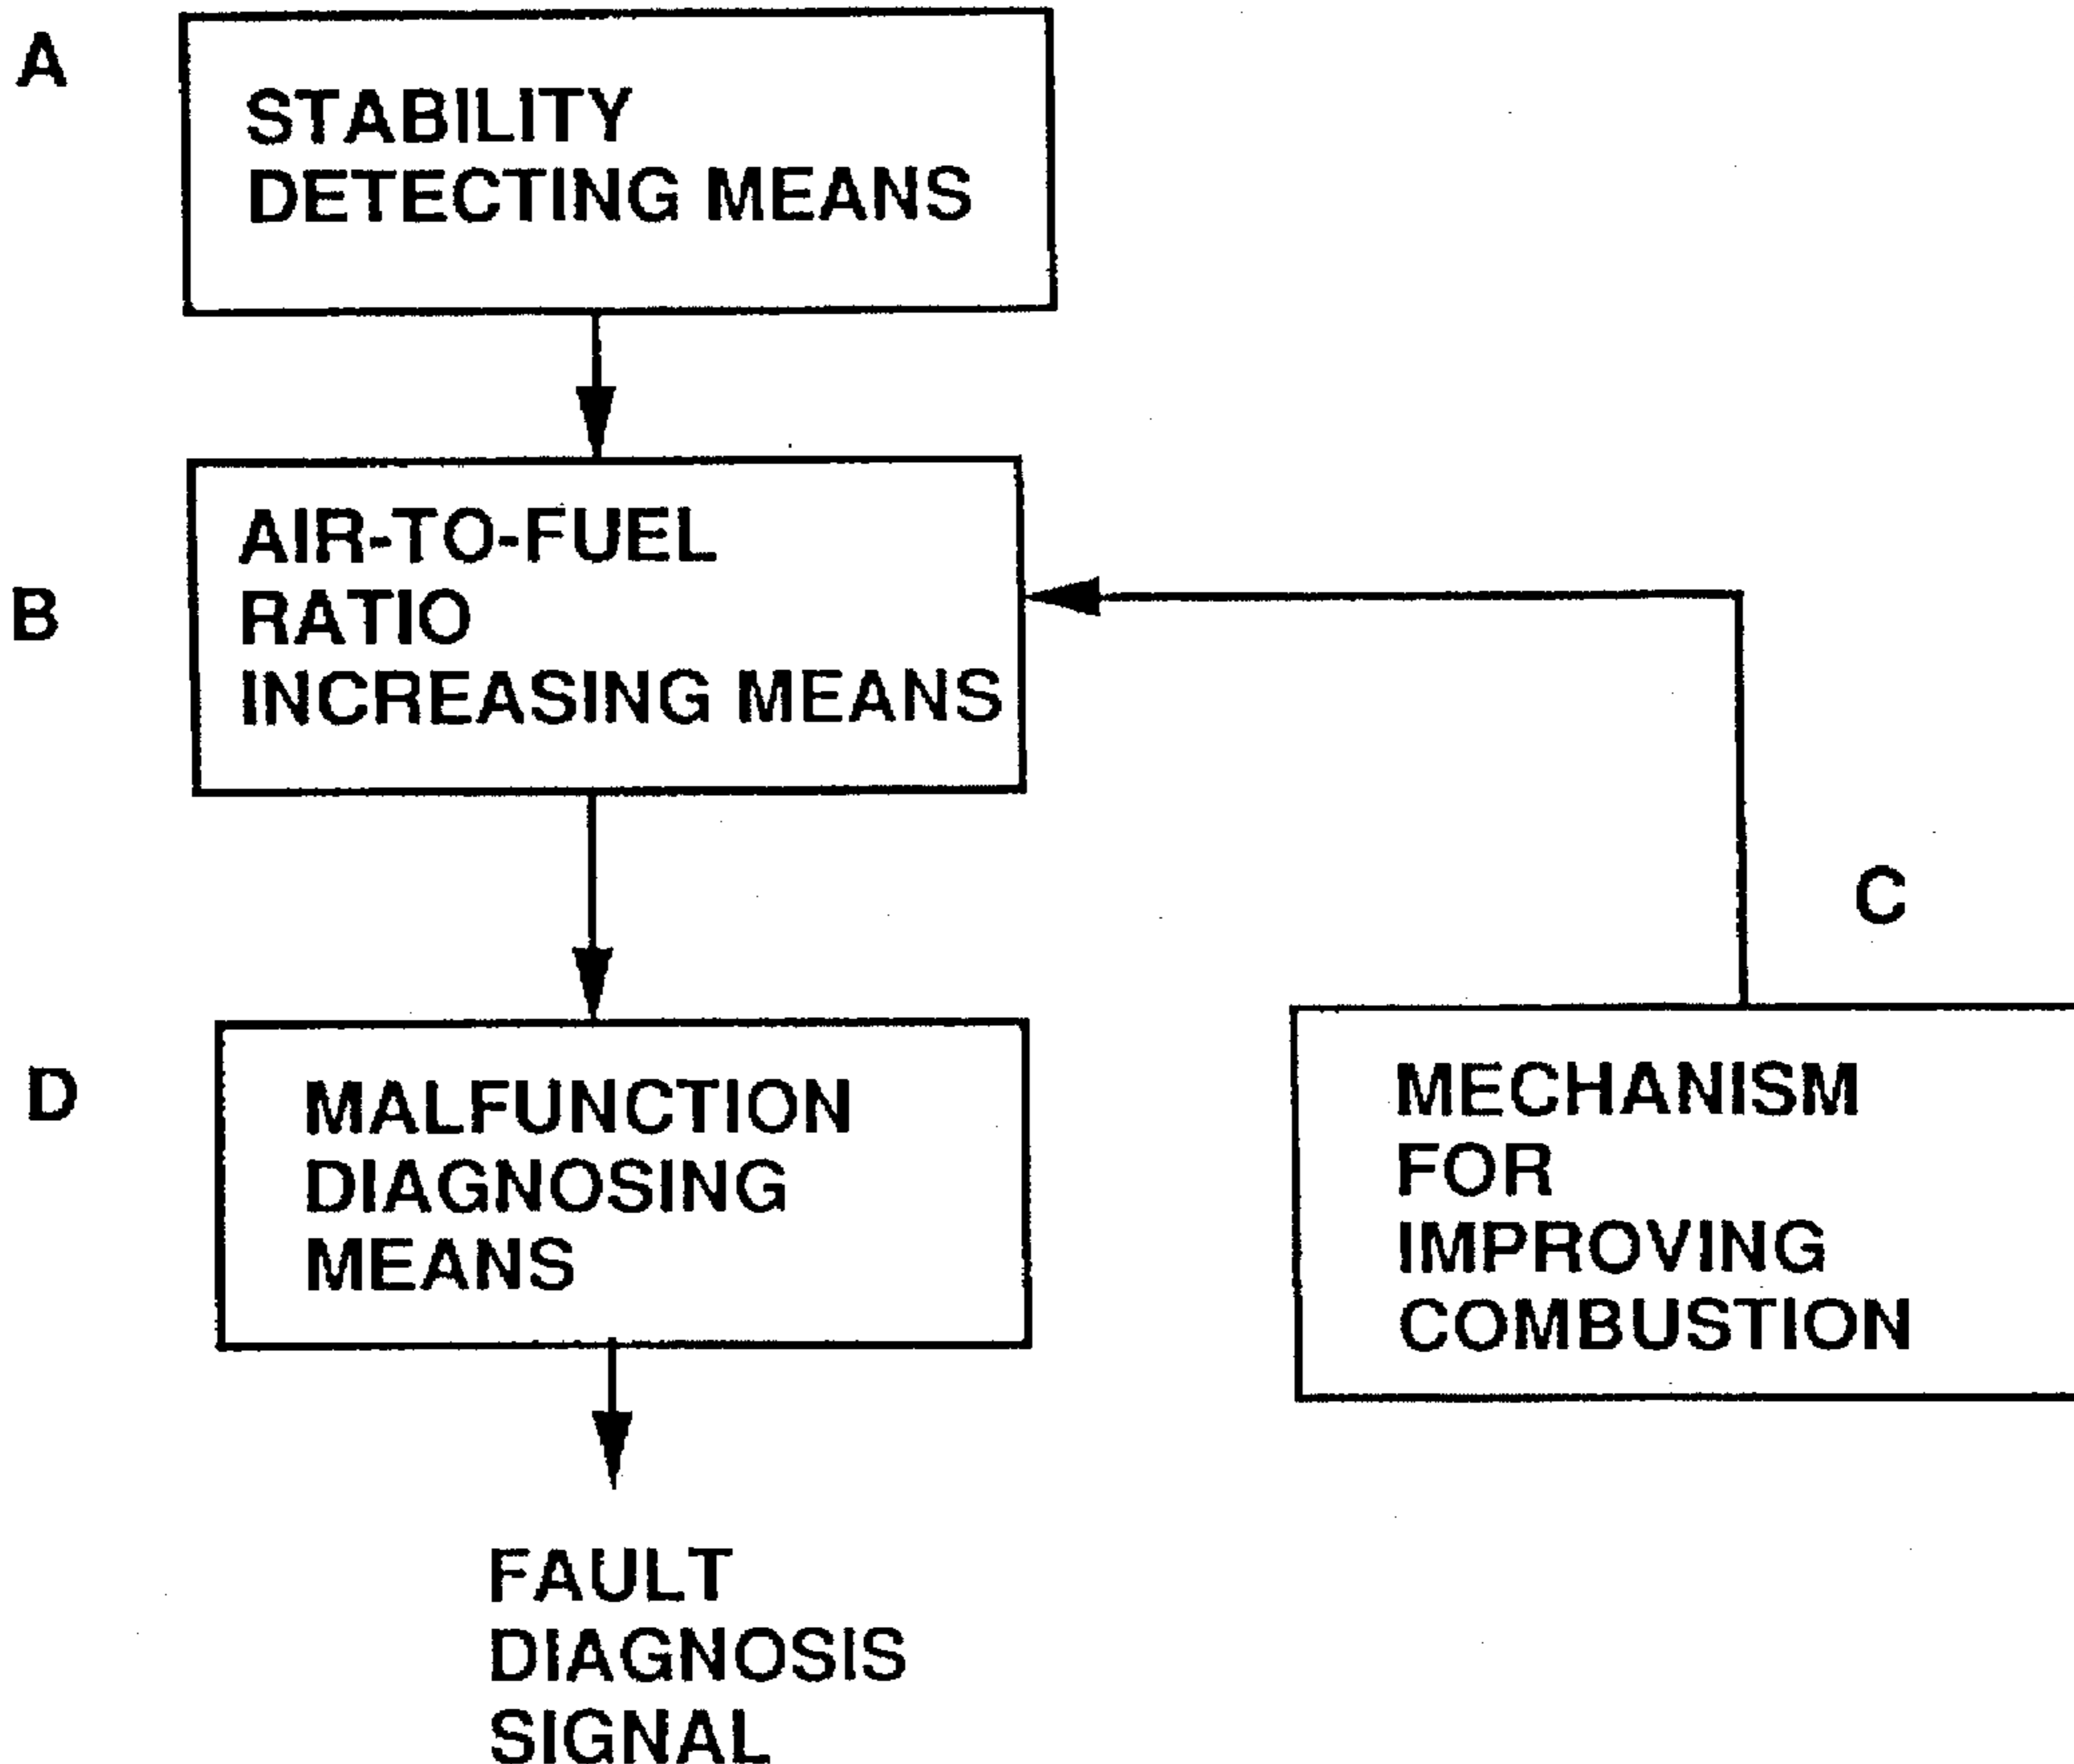 A
STABILITY
DETECTING MEANS
B
AIR-TO-FUEL
RATIO
INCREASING MEANS
C
D
MALFUNCTION
DIAGNOSING
MEANS
MECHANISM
FOR
IMPROVING
COMBUSTION
FAULT
DIAGNOSIS
SIGNAL